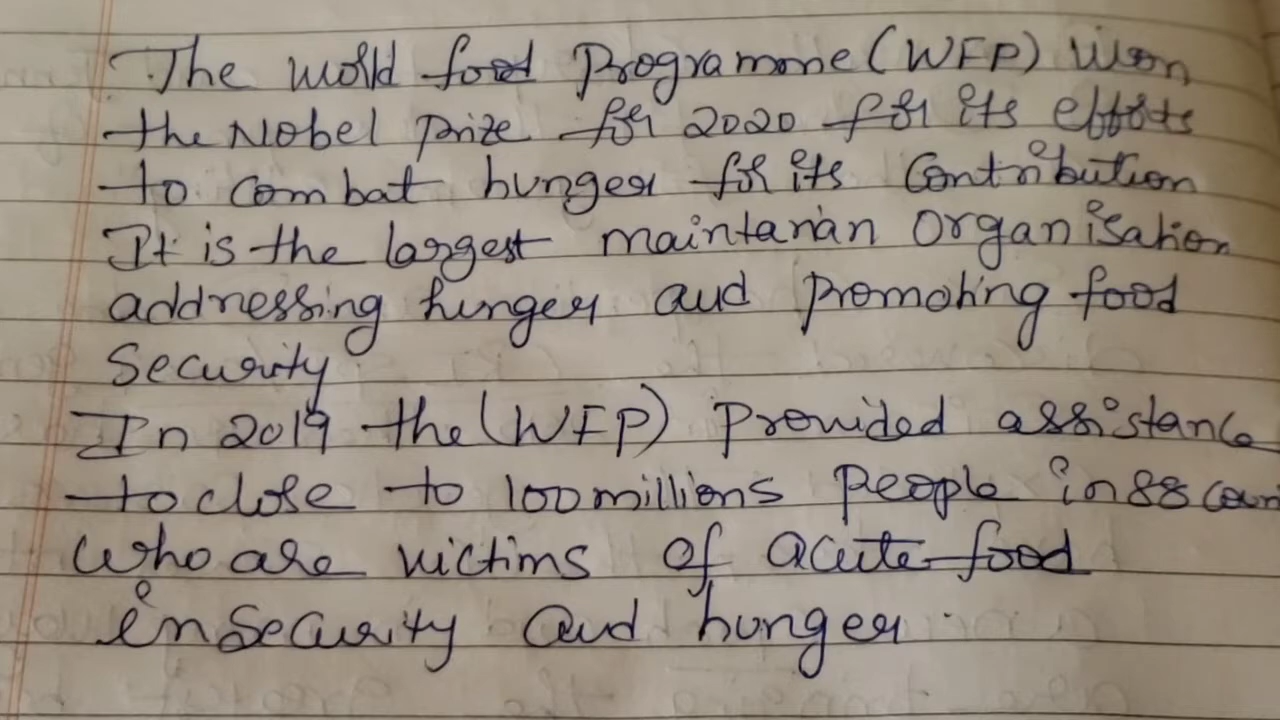 The world food Programme (WFP) won
the Nobel prize for 2020 for its efforts
to combat hunger for its Contribution
It is the largest maintanian Organisation
addressing hunger and promoting food
Security
In 2019 the (WFP) Provided assistance
to close to 100 millions people in 88 coun
who are victims of acute food
insecurity and hunger.